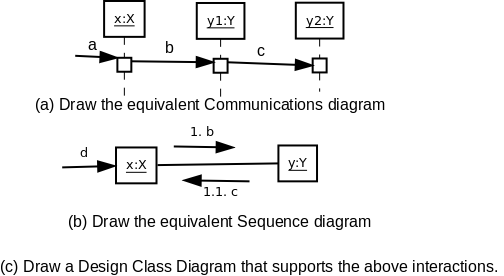 x:X y1:Y y2:Y
a b c
(a) Draw the equivalent Communications diagram
1. b
d x:X y:Y
1.1. c
(b) Draw the equivalent Sequence diagram
(c) Draw a Design Class Diagram that supports the above interactions.